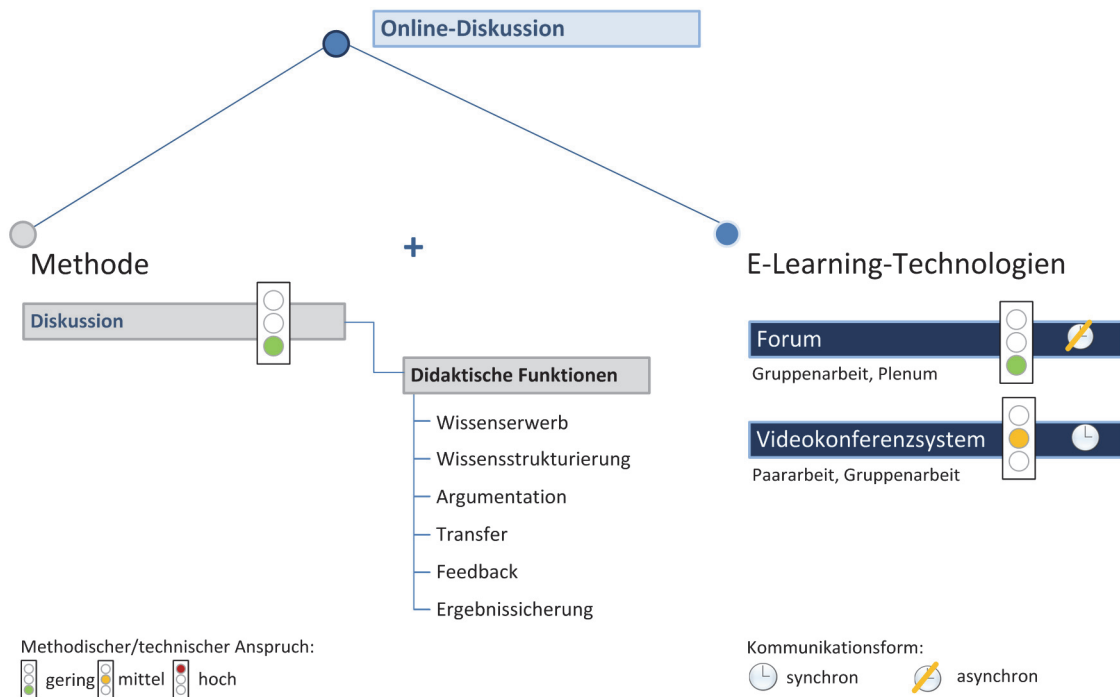 Online-Diskussion
+
Methode
Diskussion
Didaktische Funktionen
Wissenserwerb
Wissensstrukturierung
Argumentation
Transfer
Feedback
Ergebnissicherung
E-Learning-Technologien
Forum
Gruppenarbeit, Plenum
Videokonferenzsystem
Paararbeit, Gruppenarbeit
Methodischer/technischer Anspruch:
gering mittel hoch
Kommunikationsform:
synchron asynchron